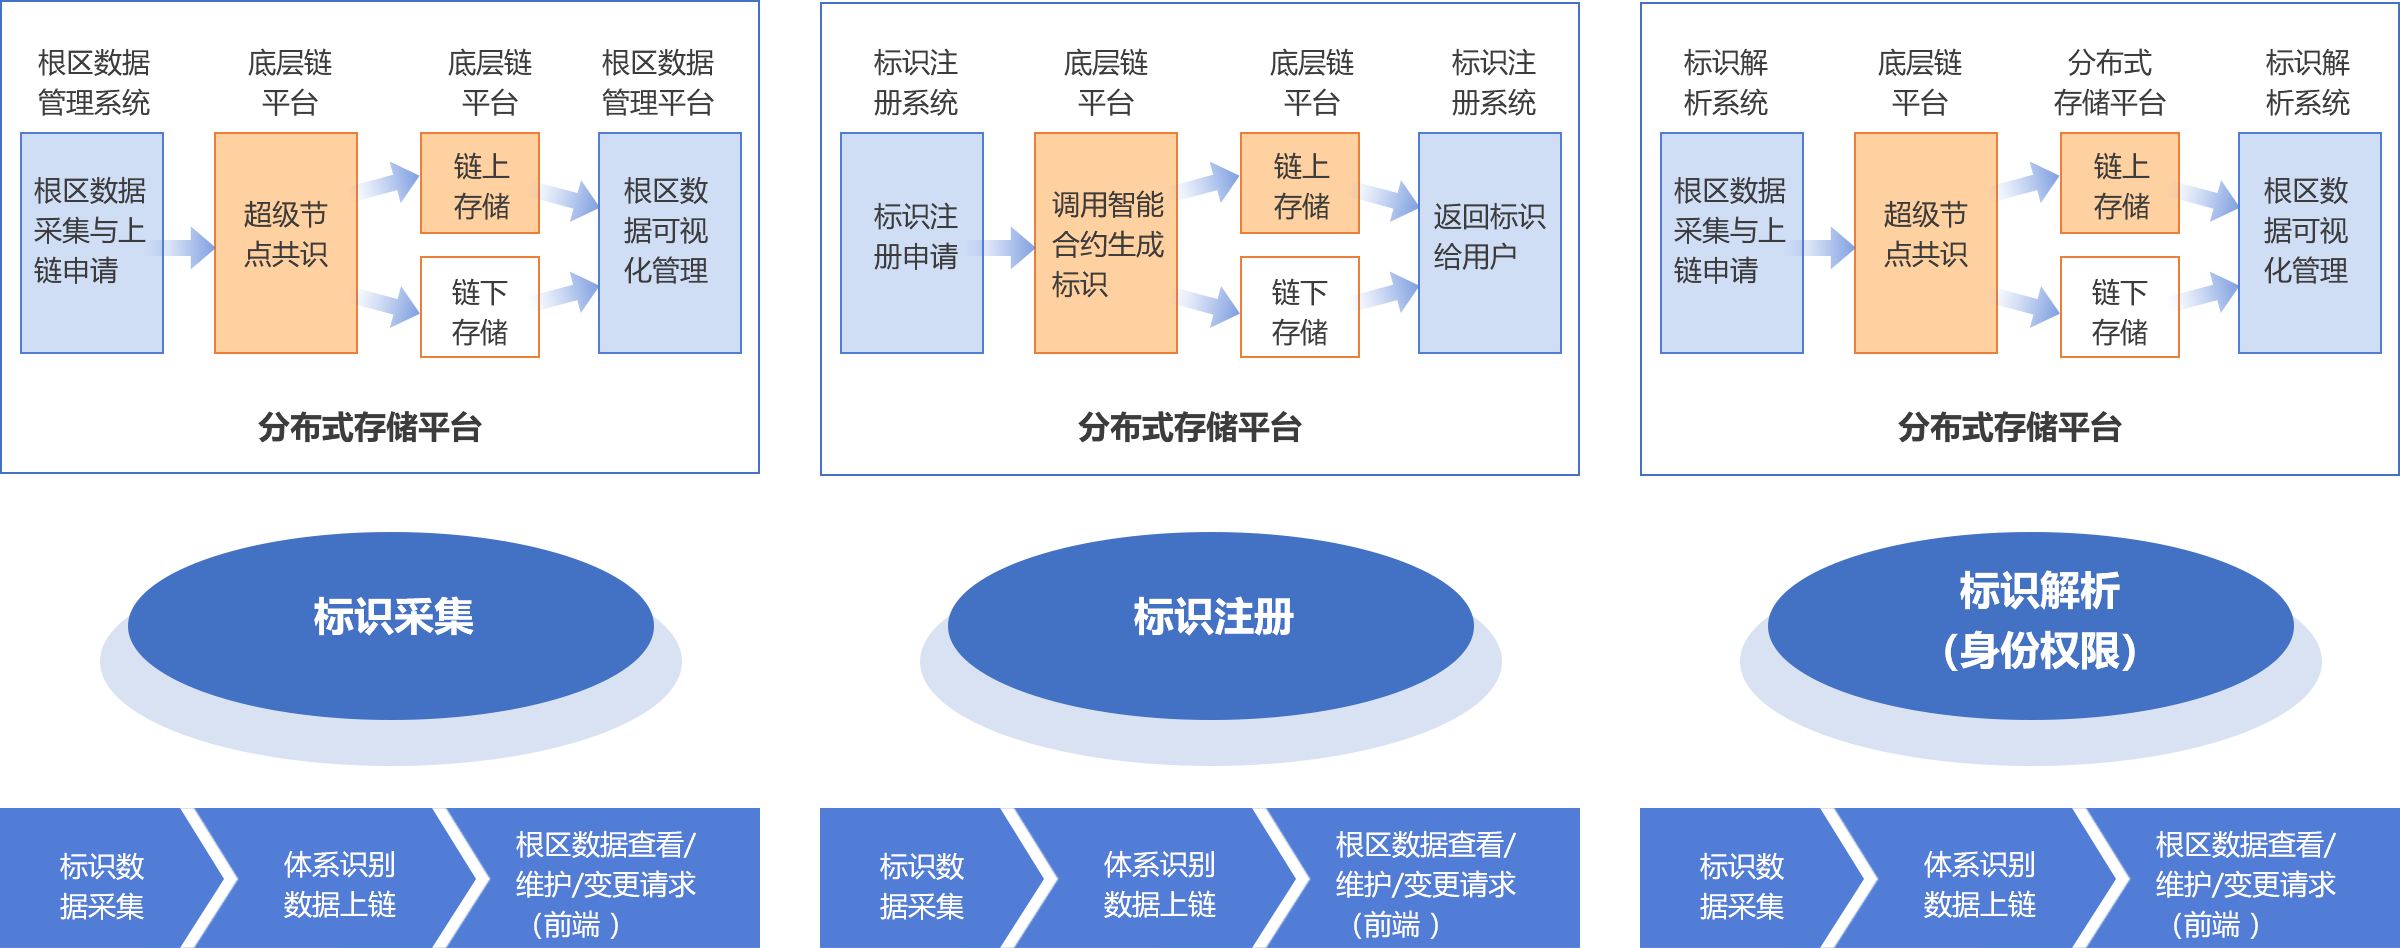 根区数据
管理系统
底层链
平台
底层链
平台
根区数据
管理平台
根区数据
采集与上
链申请
超级节
点共识
链上
存储
链下
存储
根区数
据可视
化管理
分布式存储平台
标识注
册系统
底层链
平台
底层链
平台
标识注
册系统
标识注
册申请
调用智能
合约生成
标识
链上
存储
链下
存储
返回标识
给用户
分布式存储平台
标识解
析系统
底层链
平台
分布式
存储平台
标识解
析系统
根区数据
采集与上
链申请
超级节
点共识
链上
存储
链下
存储
根区数
据可视
化管理
分布式存储平台
标识采集
标识注册
标识解析
（身份权限）
标识数
据采集
体系识别
数据上链
根区数据查看/
维护/变更请求
（前端 ）
标识数
据采集
体系识别
数据上链
根区数据查看/
维护/变更请求
（前端 ）
标识数
据采集
体系识别
数据上链
根区数据查看/
维护/变更请求
（前端 ）